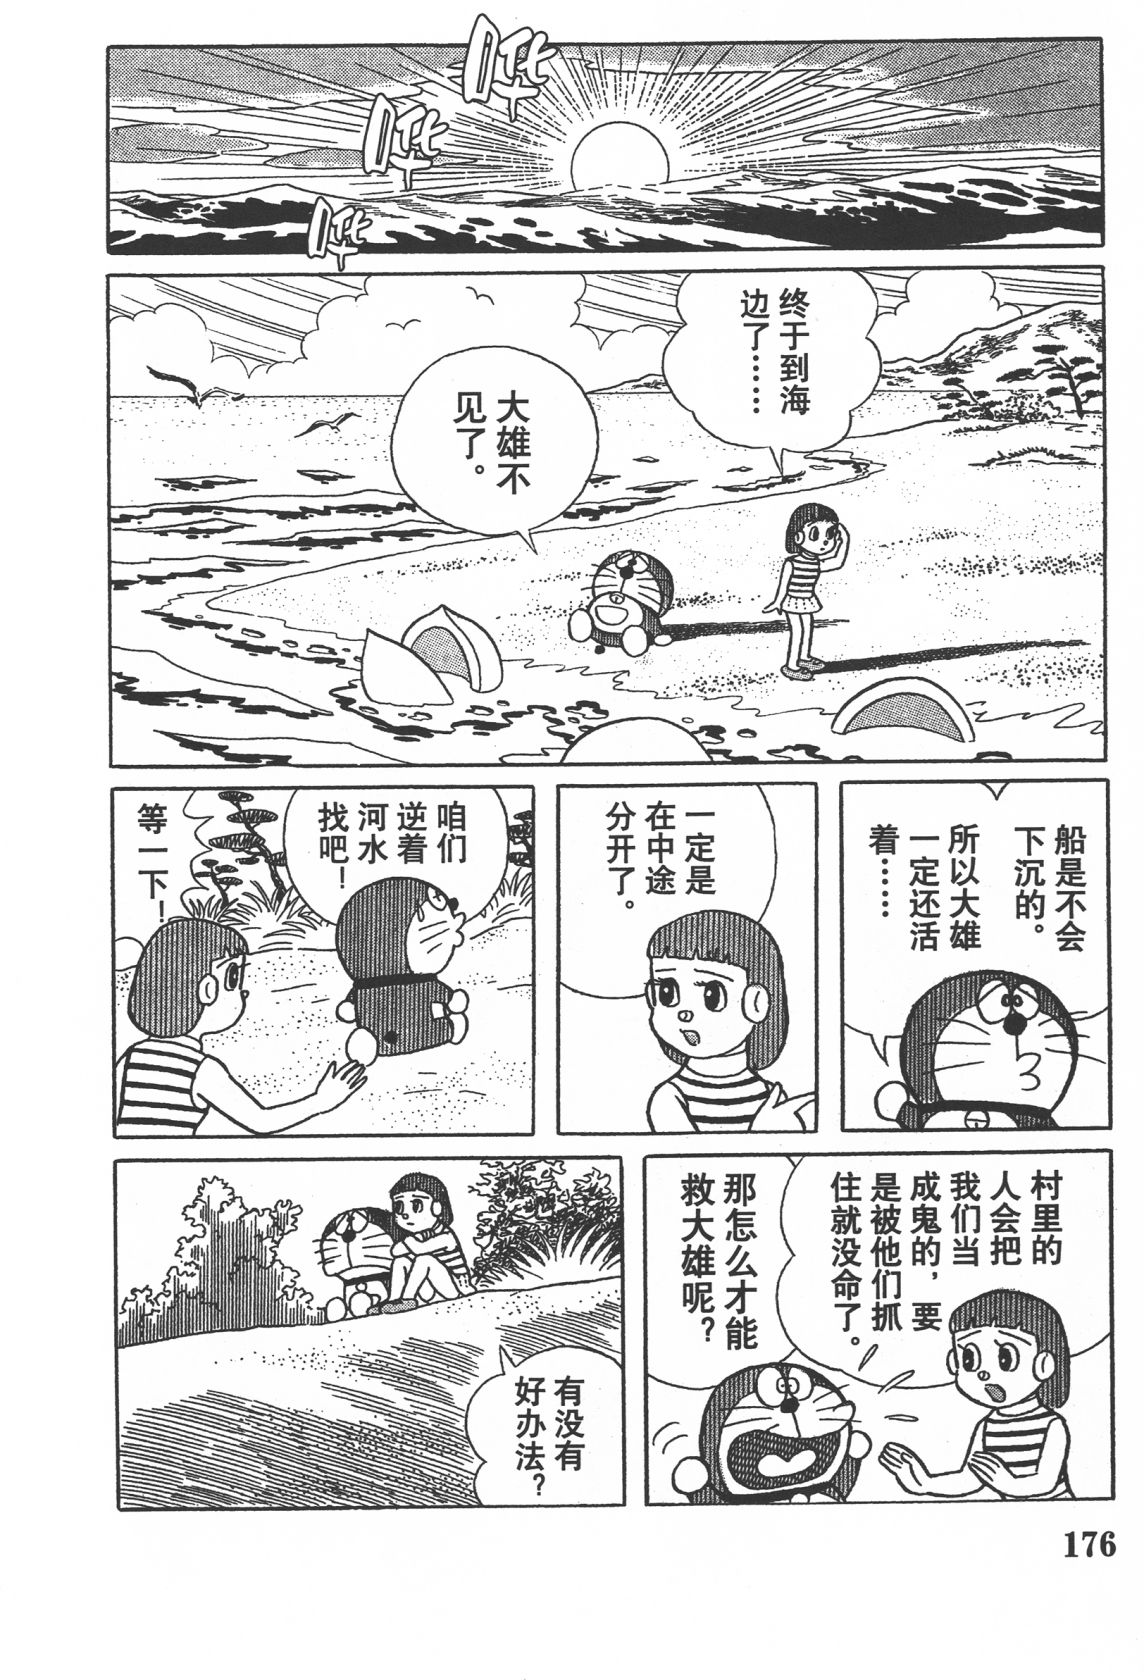 哗
哗
哗
终于到海
边了……
大雄不
见了。
船是不会
下沉的。
所以大雄
一定还活
着……
一定是
在中途
分开了。
咱们
逆着
河水
找吧！
等一下！
村里的
人会把
我们当
成鬼的，要
是被他们抓
住就没命了。
那怎么才能
救大雄呢？
有没有
好办法？
176